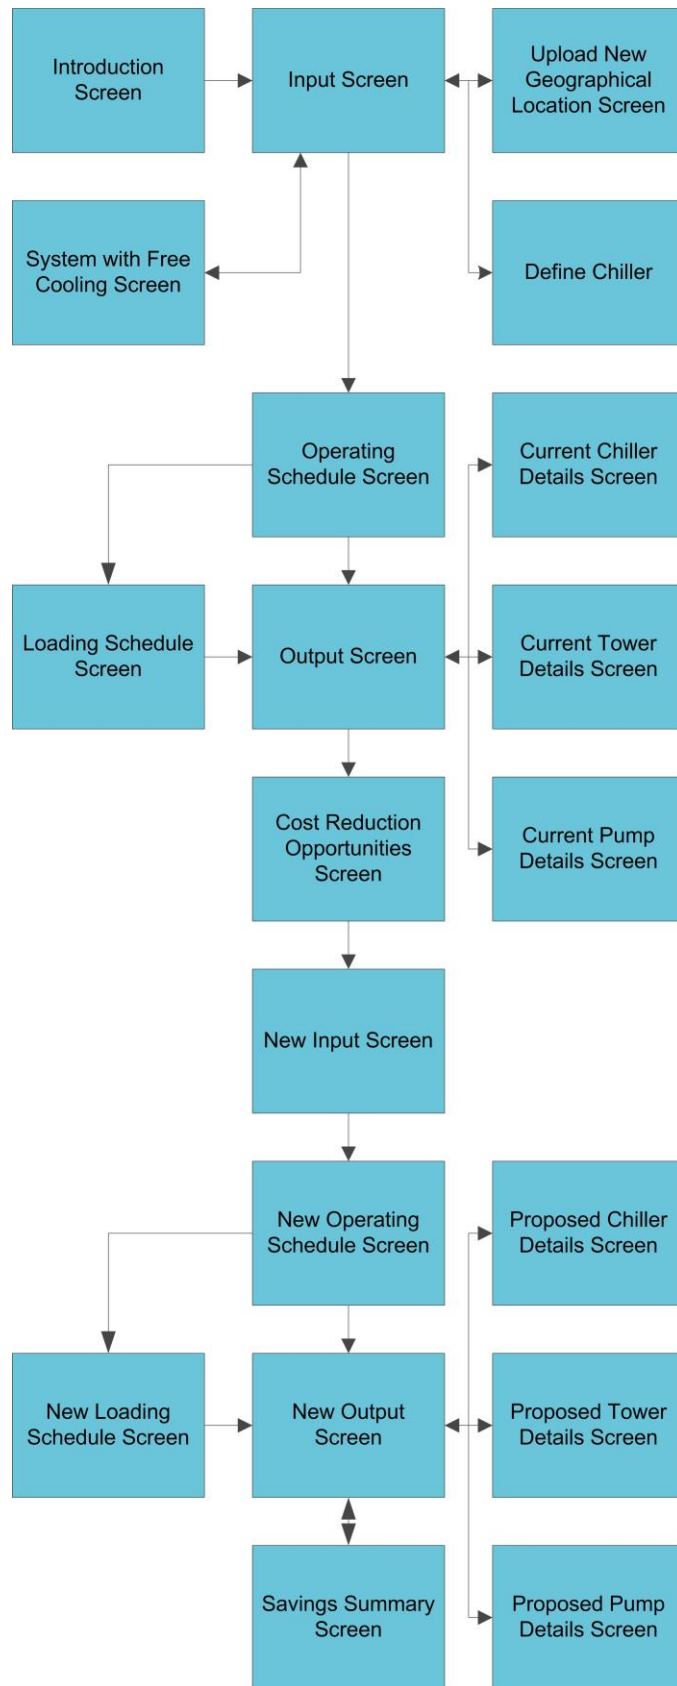 Introduction
Screen
Input Screen
Upload New
Geographical
Location Screen
System with Free
Cooling Screen
Define Chiller
Operating
Schedule Screen
Current Chiller
Details Screen
Loading Schedule
Screen
Output Screen
Current Tower
Details Screen
Cost Reduction
Opportunities
Screen
Current Pump
Details Screen
New Input Screen
New Operating
Schedule Screen
Proposed Chiller
Details Screen
New Loading
Schedule Screen
New Output
Screen
Proposed Tower
Details Screen
Savings Summary
Screen
Proposed Pump
Details Screen